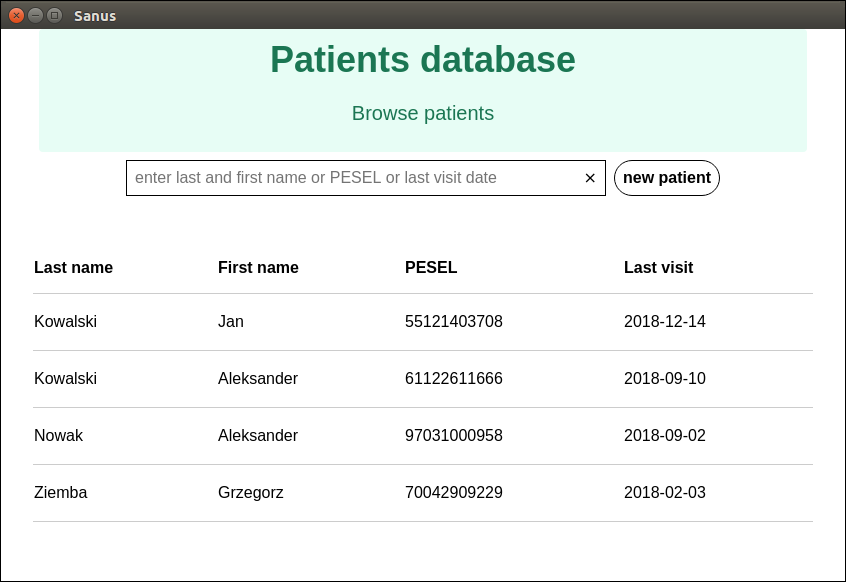 Sanus
Patients database
Browse patients
enter last and first name or PESEL or last visit date × new patient
Last name First name PESEL Last visit
Kowalski Jan 55121403708 2018-12-14
Kowalski Aleksander 61122611666 2018-09-10
Nowak Aleksander 97031000958 2018-09-02
Ziemba Grzegorz 70042909229 2018-02-03